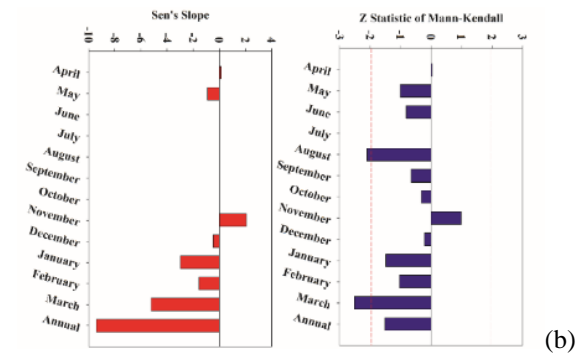 Sen's Slope
-10 -8 -6 -4 -2 0 2 4
April
May
June
July
August
September
October
November
December
January
February
March
Annual
Z Statistic of Mann-Kendall
-3 -2 -1 0 1 2 3
April
May
June
July
August
September
October
November
December
January
February
March
Annual
(b)